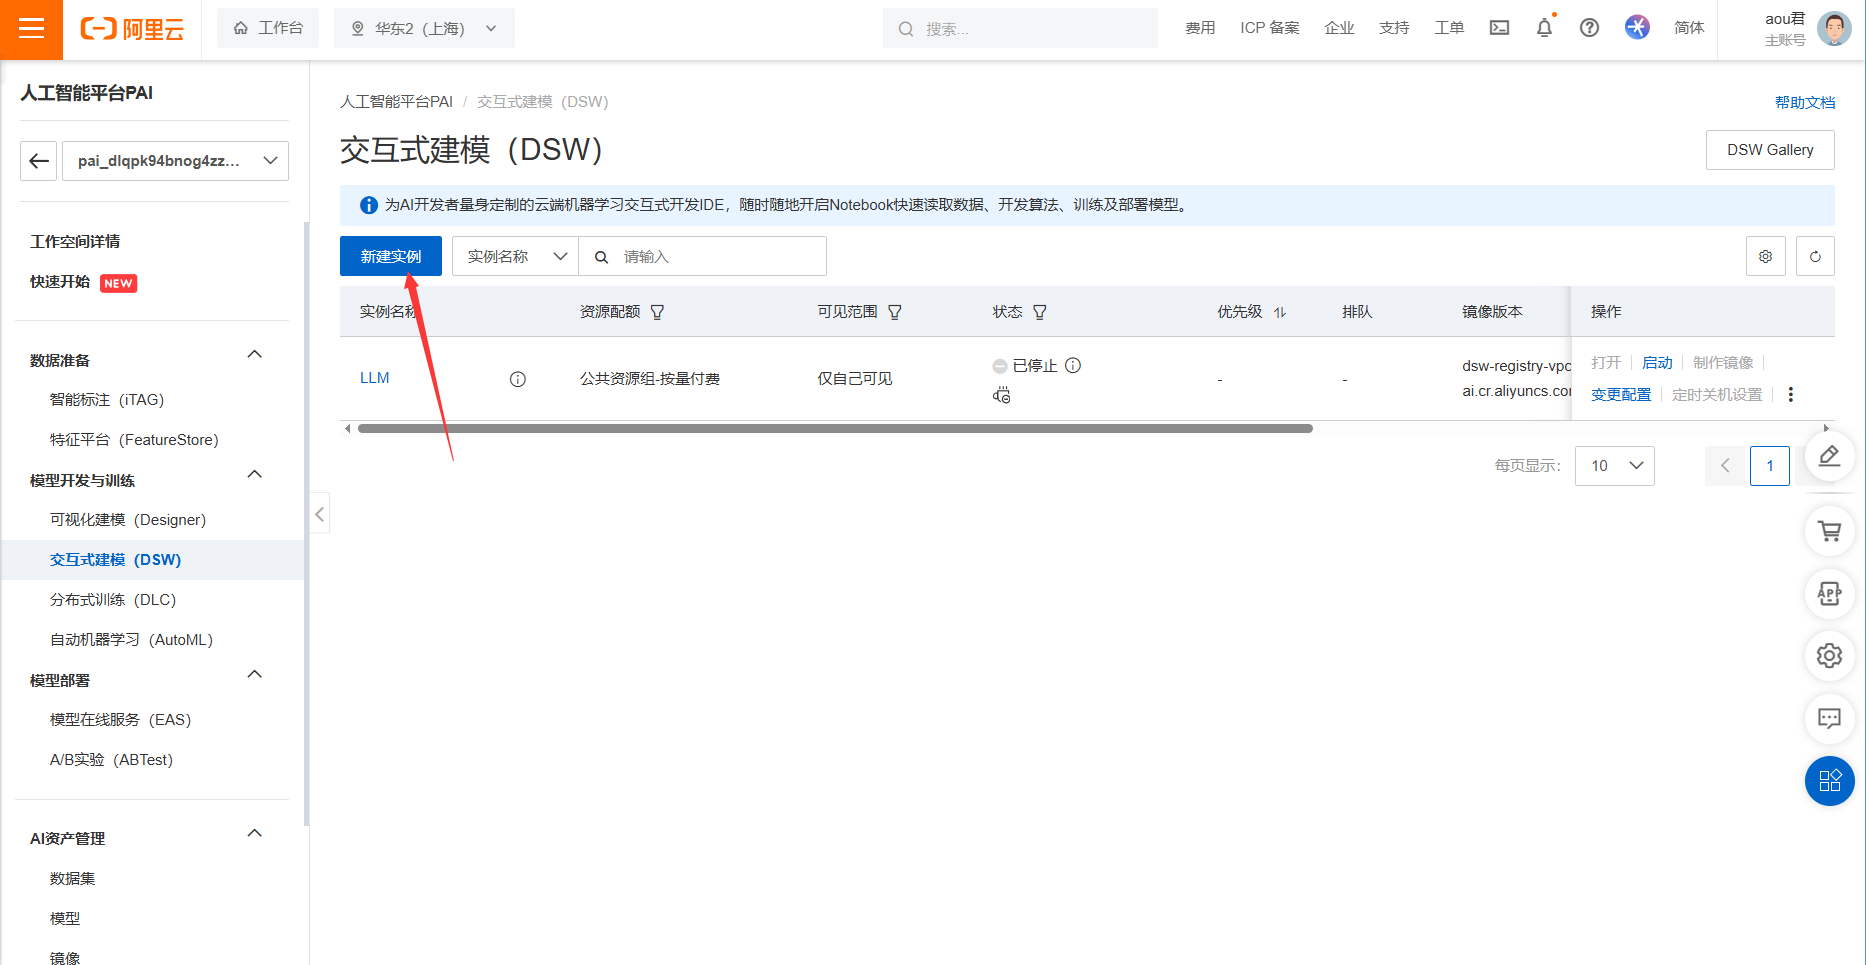 阿里云
工作台
华东2（上海）
搜索...
费用
ICP 备案
企业
支持
工单
简体
aou君
主账号
人工智能平台PAI
pai_dlqpk94bnog4zz...
工作空间详情
快速开始 NEW
数据准备
智能标注（iTAG）
特征平台（FeatureStore）
模型开发与训练
可视化建模（Designer）
交互式建模（DSW）
分布式训练（DLC）
自动机器学习（AutoML）
模型部署
模型在线服务（EAS）
A/B实验（ABTest）
AI资产管理
数据集
模型
镜像
人工智能平台PAI / 交互式建模（DSW）
帮助文档
交互式建模（DSW）
DSW Gallery
为AI开发者量身定制的云端机器学习交互式开发IDE，随时随地开启Notebook快速读取数据、开发算法、训练及部署模型。
新建实例
实例名称
请输入
实例名称
资源配额
可见范围
状态
优先级
排队
镜像版本
操作
LLM
公共资源组-按量付费
仅自己可见
已停止
-
-
dsw-registry-vpc
ai.cr.aliyuncs.co
打开
启动
制作镜像
变更配置
定时关机设置
每页显示：
10
1
APP